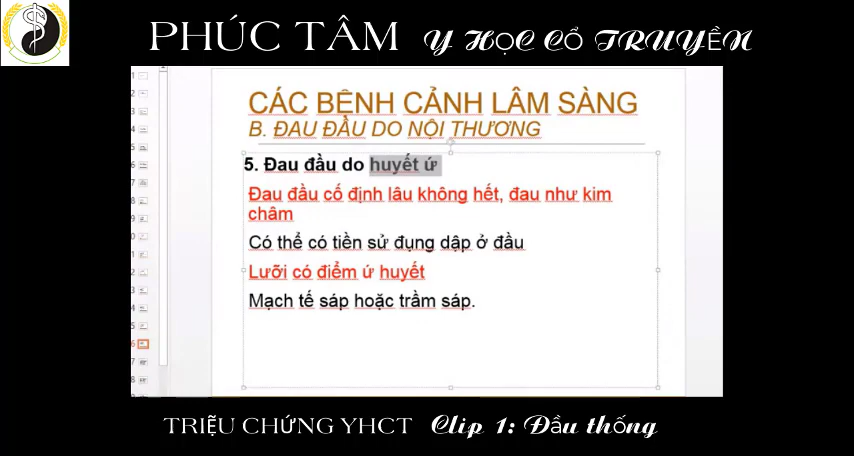 PHÚC TÂM Y HỌC CỔ TRUYỀN
CÁC BỆNH CẢNH LÂM SÀNG
B. ĐAU ĐẦU DO NỘI THƯƠNG
5. Đau đầu do huyết ứ
Đau đầu cố định lâu không hết, đau như kim
châm
Có thể có tiền sử đụng dập ở đầu
Lưỡi có điểm ứ huyết
Mạch tế sáp hoặc trầm sáp.
TRIỆU CHỨNG YHCT Clip 1: Đầu thống